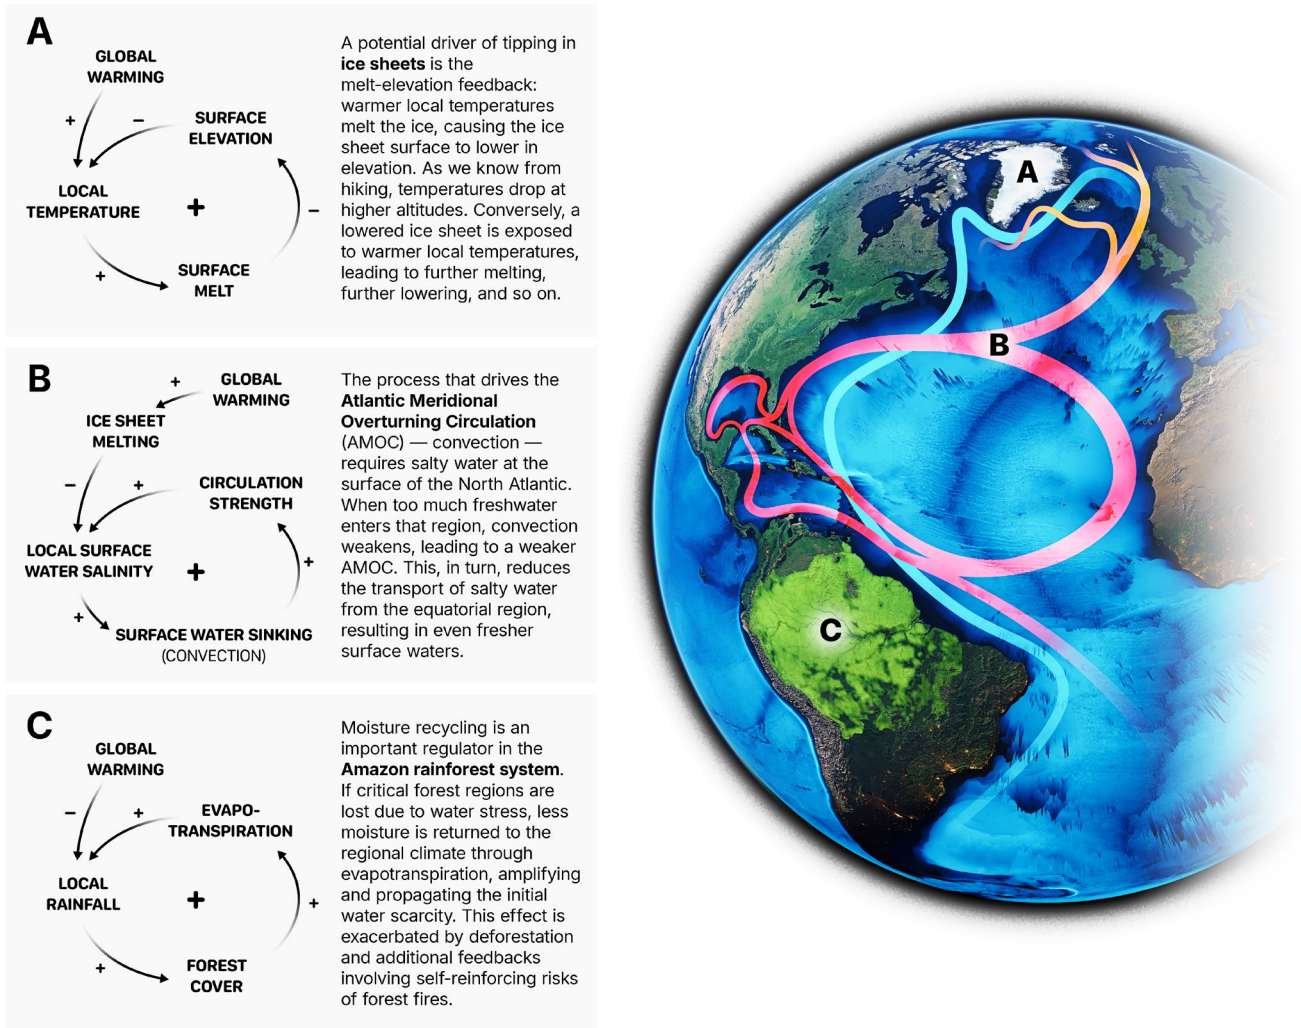 A
GLOBAL
WARMING
+
−
SURFACE
ELEVATION
LOCAL
TEMPERATURE
+
−
+
SURFACE
MELT
A potential driver of tipping in
ice sheets is the
melt-elevation feedback:
warmer local temperatures
melt the ice, causing the ice
sheet surface to lower in
elevation. As we know from
hiking, temperatures drop at
higher altitudes. Conversely, a
lowered ice sheet is exposed
to warmer local temperatures,
leading to further melting,
further lowering, and so on.
B
+
GLOBAL
WARMING
ICE SHEET
MELTING
−
+
CIRCULATION
STRENGTH
LOCAL SURFACE
WATER SALINITY
+
+
+
SURFACE WATER SINKING
(CONVECTION)
The process that drives the
Atlantic Meridional
Overturning Circulation
(AMOC) — convection —
requires salty water at the
surface of the North Atlantic.
When too much freshwater
enters that region, convection
weakens, leading to a weaker
AMOC. This, in turn, reduces
the transport of salty water
from the equatorial region,
resulting in even fresher
surface waters.
C
GLOBAL
WARMING
−
+
EVAPO-
TRANSPIRATION
LOCAL
RAINFALL
+
+
+
FOREST
COVER
Moisture recycling is an
important regulator in the
Amazon rainforest system.
If critical forest regions are
lost due to water stress, less
moisture is returned to the
regional climate through
evapotranspiration, amplifying
and propagating the initial
water scarcity. This effect is
exacerbated by deforestation
and additional feedbacks
involving self-reinforcing risks
of forest fires.
A
B
C